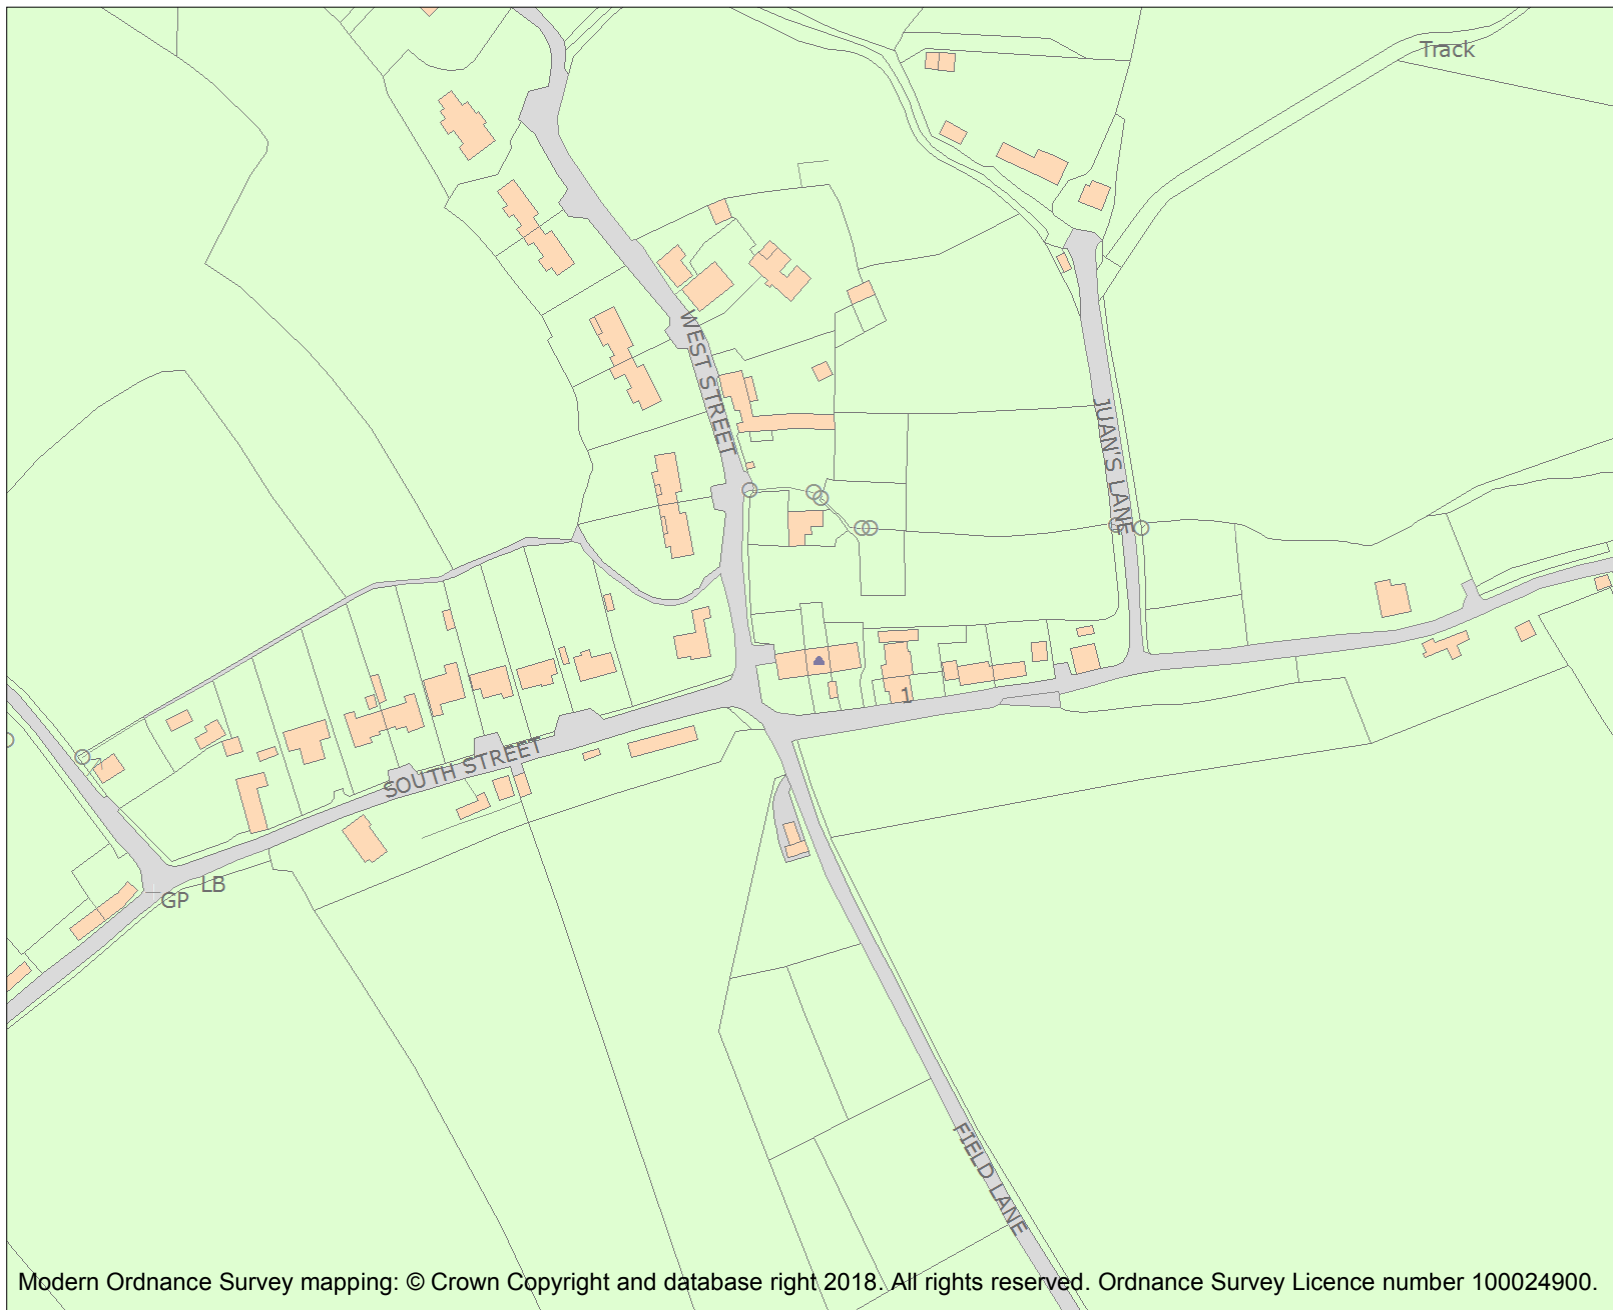 Track
WEST STREET
JUAN'S LANE
1
SOUTH STREET
LB
GP
FIELD LANE
Modern Ordnance Survey mapping: © Crown Copyright and database right 2018. All rights reserved. Ordnance Survey Licence number 100024900.